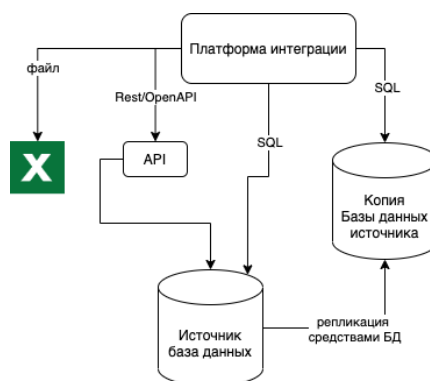 Платформа интеграции
файл
Rest/OpenAPI
SQL
SQL
X
API
Копия
Базы данных
источника
Источник
база данных
репликация
средствами БД